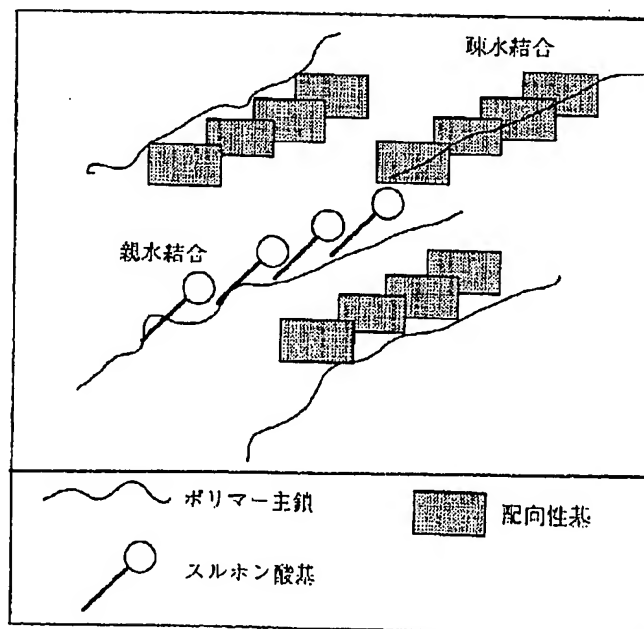 疎水結合
親水結合
ポリマー主鎖
配向性基
スルホン酸基